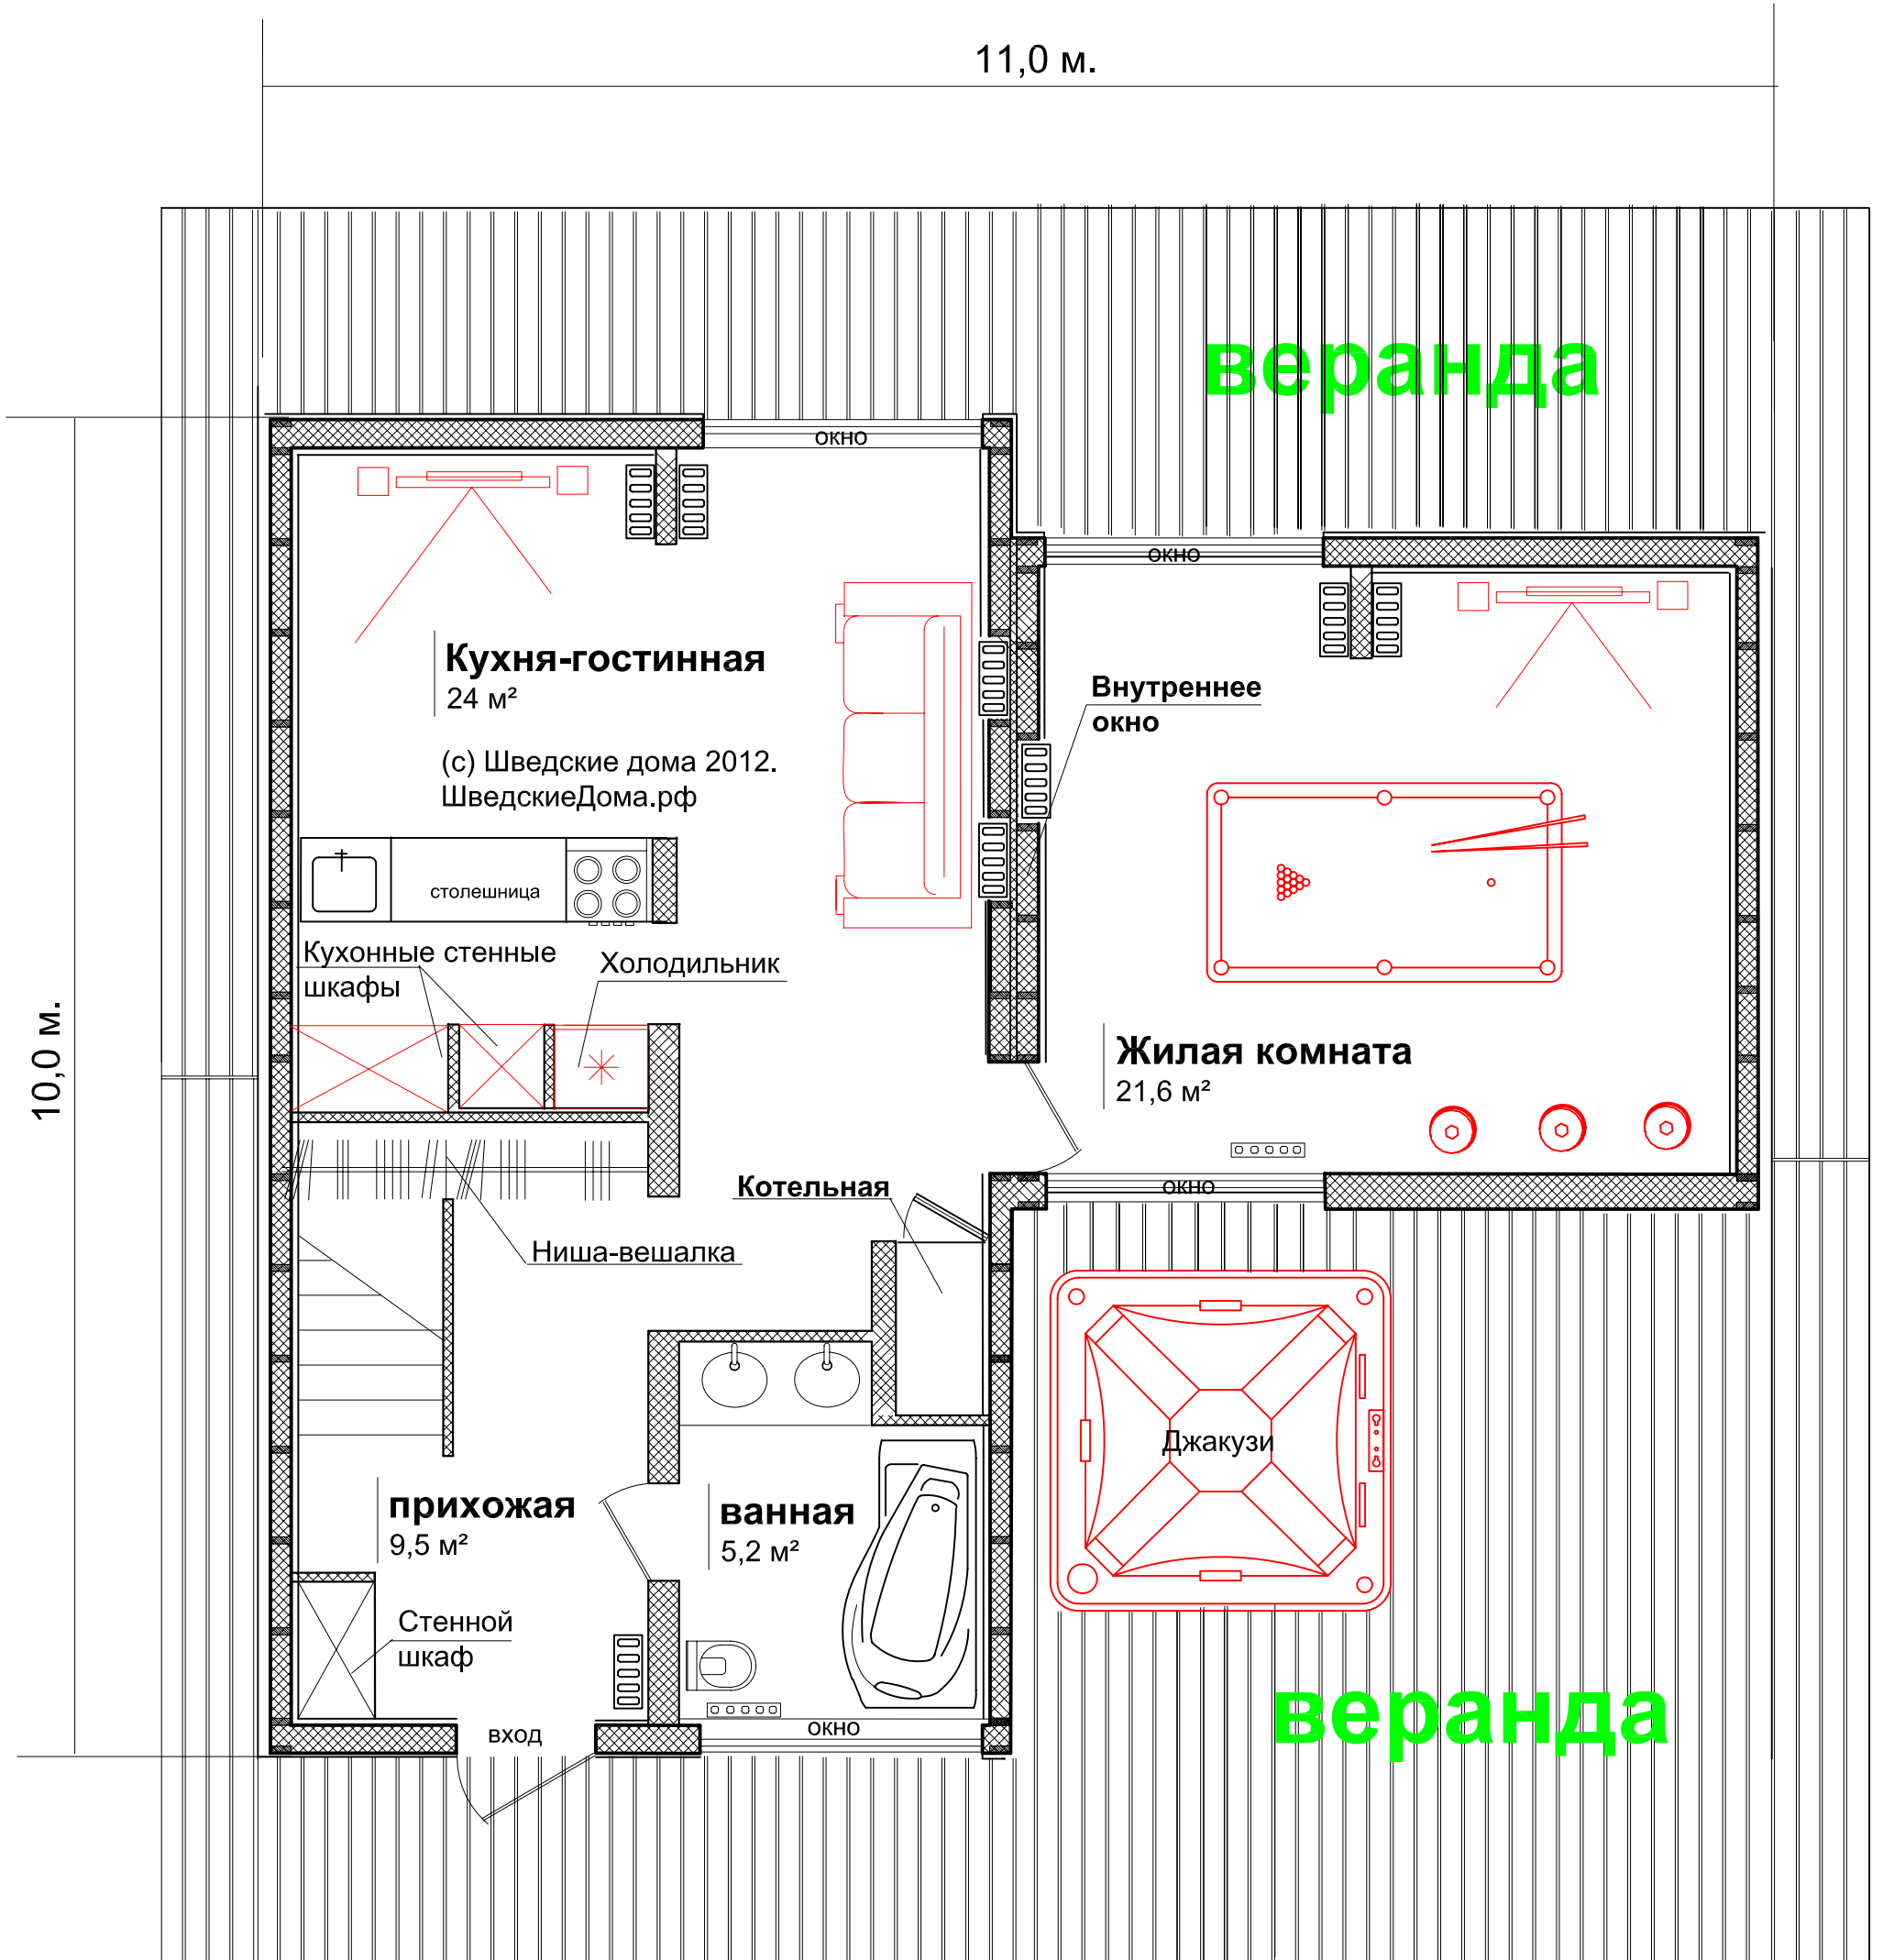 11,0 м.
веранда
окно
окно
Кухня-гостинная
24 м²
Внутреннее
окно
(с) Шведские дома 2012.
ШведскиеДома.рф
столешница
Кухонные стенные
шкафы
Холодильник
10,0 м.
Жилая комната
21,6 м²
Котельная
окно
Ниша-вешалка
Джакузи
прихожая
9,5 м²
ванная
5,2 м²
Стенной
шкаф
вход
окно
веранда